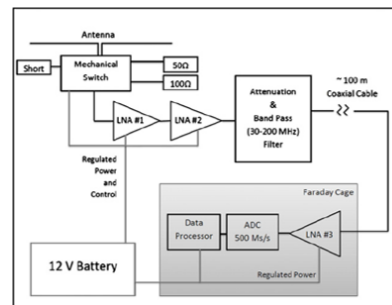 Antenna
Short
Mechanical
Switch
50Ω
100Ω
LNA #1
LNA #2
Attenuation
&
Band Pass
(30-200 MHz)
Filter
~ 100 m
Coaxial Cable
Regulated
Power
and
Control
Faraday Cage
Data
Processor
ADC
500 Ms/s
LNA #3
12 V Battery
Regulated Power